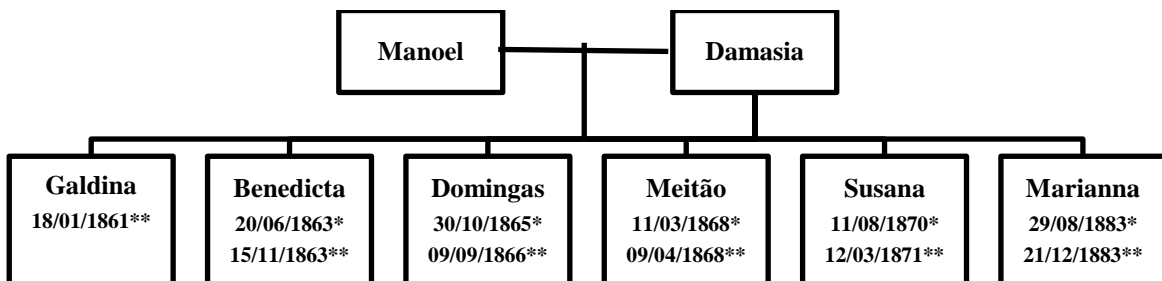 Manoel
Damasia
Galdina
18/01/1861**
Benedicta
20/06/1863*
15/11/1863**
Domingas
30/10/1865*
09/09/1866**
Meitão
11/03/1868*
09/04/1868**
Susana
11/08/1870*
12/03/1871**
Marianna
29/08/1883*
21/12/1883**